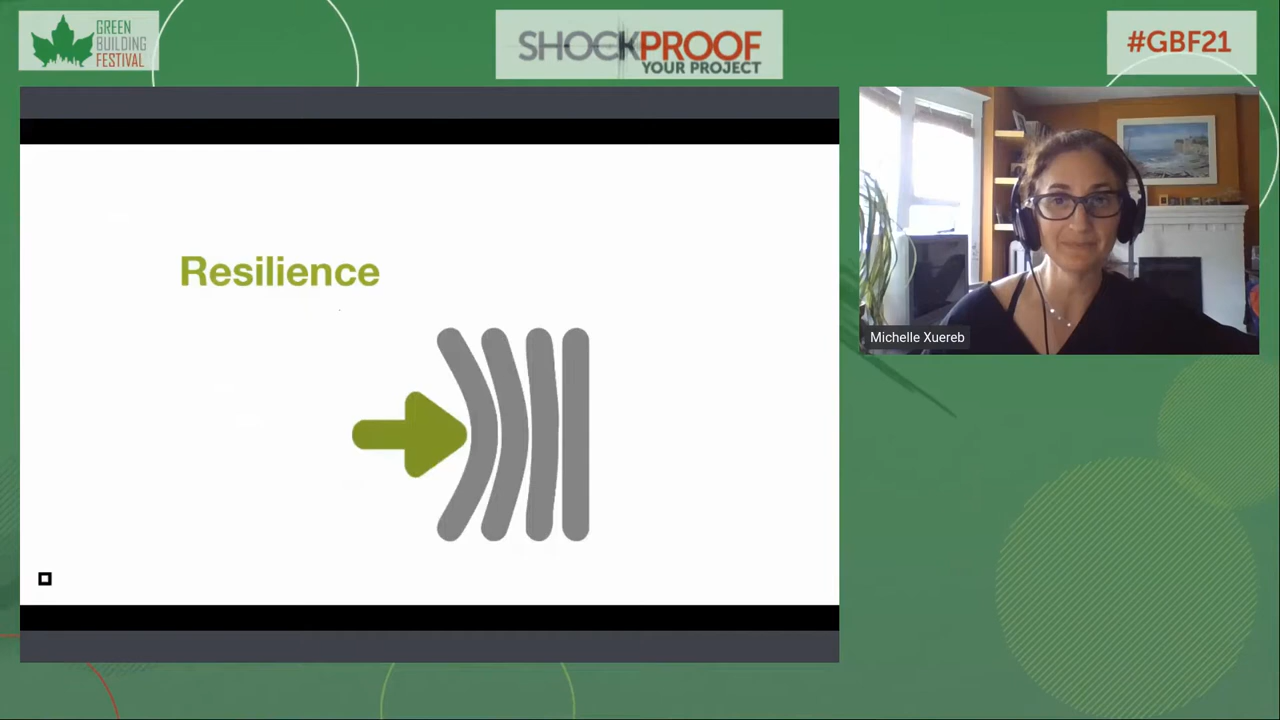 GREEN
BUILDING
FESTIVAL
SHOCKPROOF
YOUR PROJECT
#GBF21
Resilience
Michelle Xuereb